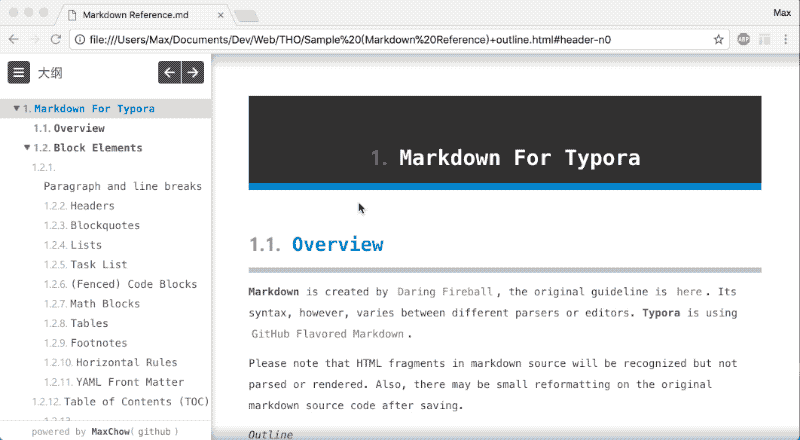 Markdown Reference.md
Max
file:///Users/Max/Documents/Dev/Web/THO/Sample%20(Markdown%20Reference)+outline.html#header-n0
ABP
大纲
1. Markdown For Typora
1.1. Overview
1.2. Block Elements
1.2.1.
Paragraph and line breaks
1.2.2. Headers
1.2.3. Blockquotes
1.2.4. Lists
1.2.5. Task List
1.2.6. (Fenced) Code Blocks
1.2.7. Math Blocks
1.2.8. Tables
1.2.9. Footnotes
1.2.10. Horizontal Rules
1.2.11. YAML Front Matter
1.2.12. Table of Contents (TOC)
1.2.13.
powered by MaxChow( github )
1. Markdown For Typora
1.1. Overview
Markdown is created by Daring Fireball, the original guideline is here. Its
syntax, however, varies between different parsers or editors. Typora is using
GitHub Flavored Markdown.
Please note that HTML fragments in markdown source will be recognized but not
parsed or rendered. Also, there may be small reformatting on the original
markdown source code after saving.
Outline